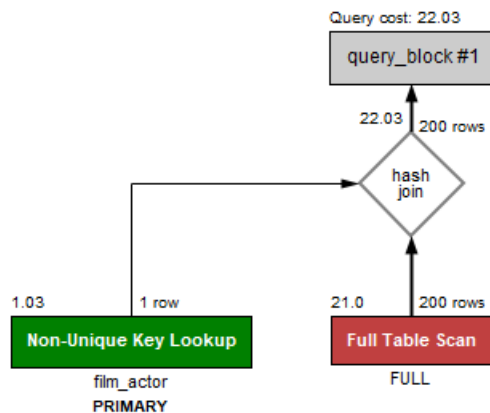 Query cost: 22.03
query_block #1
22.03 200 rows
hash
join
1.03 1 row
21.0 200 rows
Non-Unique Key Lookup
Full Table Scan
film_actor
FULL
PRIMARY